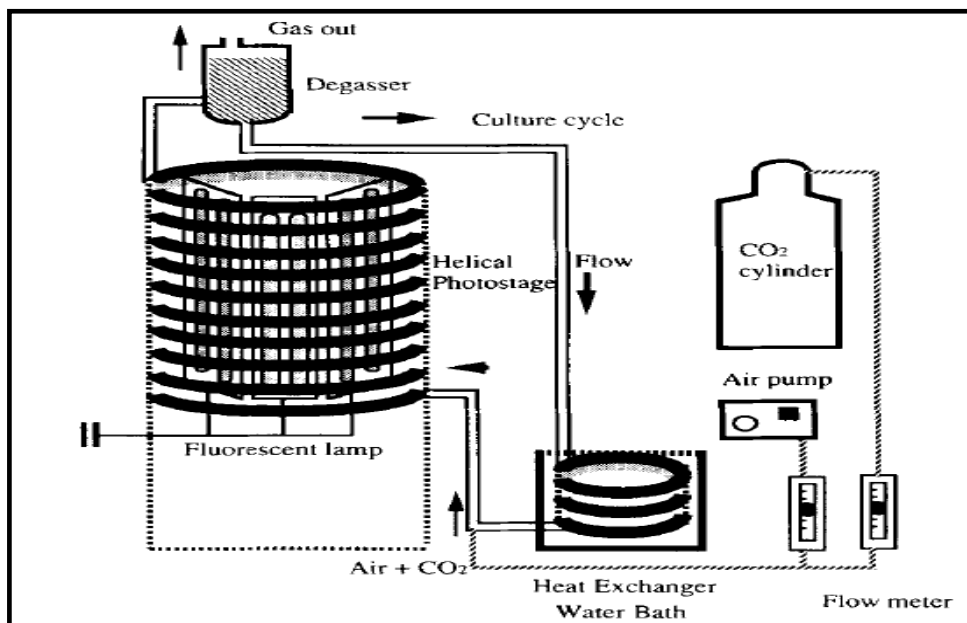 Gas out
Degasser
Culture cycle
Helical
Photostage
Flow
CO₂
cylinder
Air pump
Fluorescent lamp
Air + CO₂
Heat Exchanger
Water Bath
Flow meter